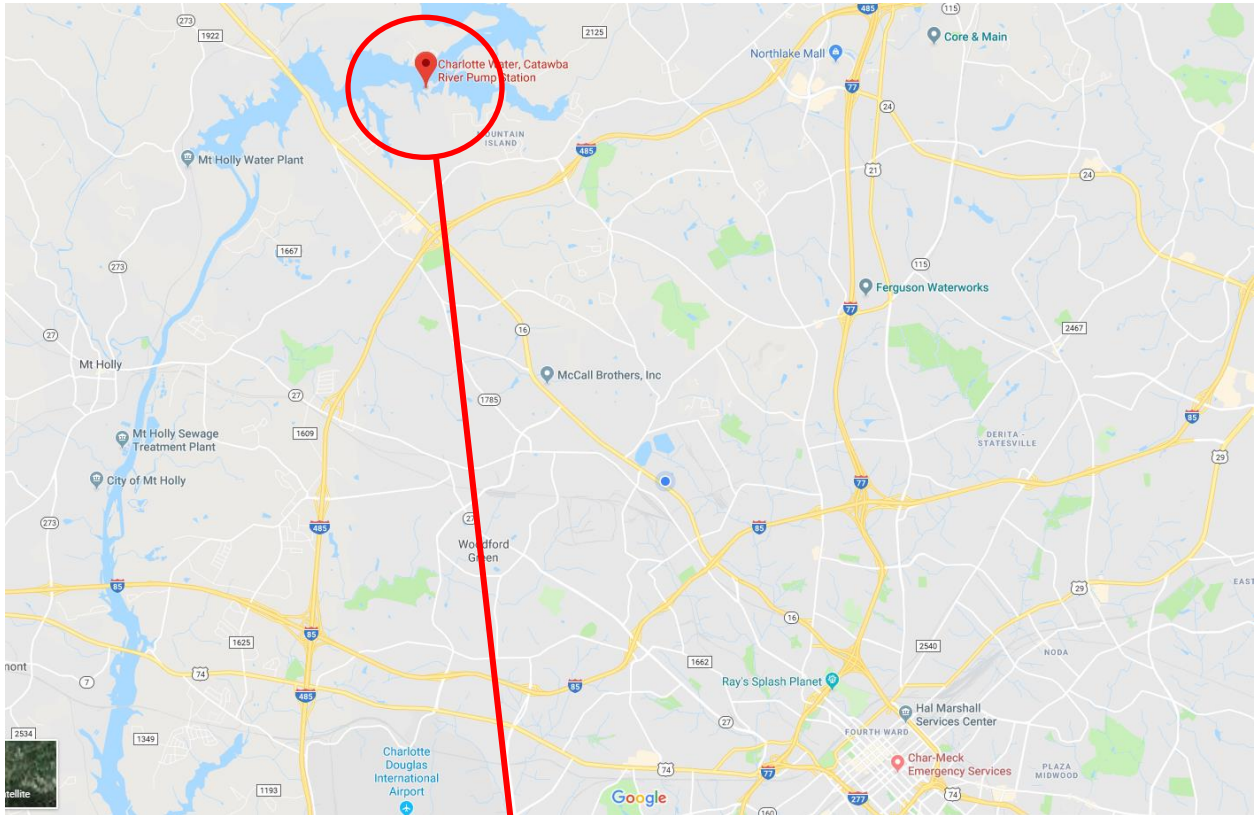 273
1922
2125
485
115
Core & Main
Northlake Mall
Charlotte Water, Catawba
River Pump Station
77
24
MOUNTAIN
ISLAND
485
Mt Holly Water Plant
21
24
1667
273
115
Ferguson Waterworks
77
16
2467
27
Mt Holly
McCall Brothers, Inc
27
1785
85
1609
Mt Holly Sewage
Treatment Plant
DERITA -
STATESVILLE
29
City of Mt Holly
77
273
485
27
85
Woodford
Green
85
29
EAST
16
85
1625
2540
NODA
mont
7
74
1662
85
Ray's Splash Planet
485
27
Hal Marshall
Services Center
FOURTH WARD
2534
1349
Charlotte
Douglas
International
Airport
74
77
Char-Meck
Emergency Services
PLAZA
MIDWOOD
tellite
1193
Google
160
277
74